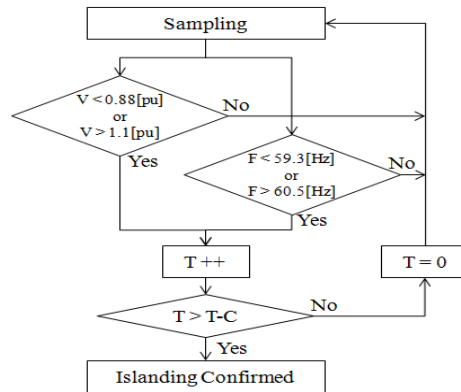 Sampling
V < 0.88[pu]
or
V > 1.1[pu]
No
Yes
F < 59.3[Hz]
or
F > 60.5[Hz]
No
Yes
T ++
T = 0
T > T-C
No
Yes
Islanding Confirmed